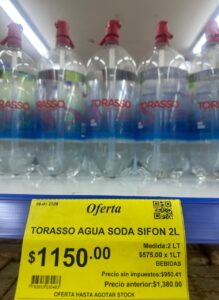 TORASSO
TORASSO
TORASSO
Oferta
TORASSO AGUA SODA SIFON 2L
$1150.00
Medida:2 LT
$575.00 x 1LT
BEBIDAS
Precio sin impuestos:$950.41
Precio anterior:$1,380.00
OFERTA HASTA AGOTAR STOCK